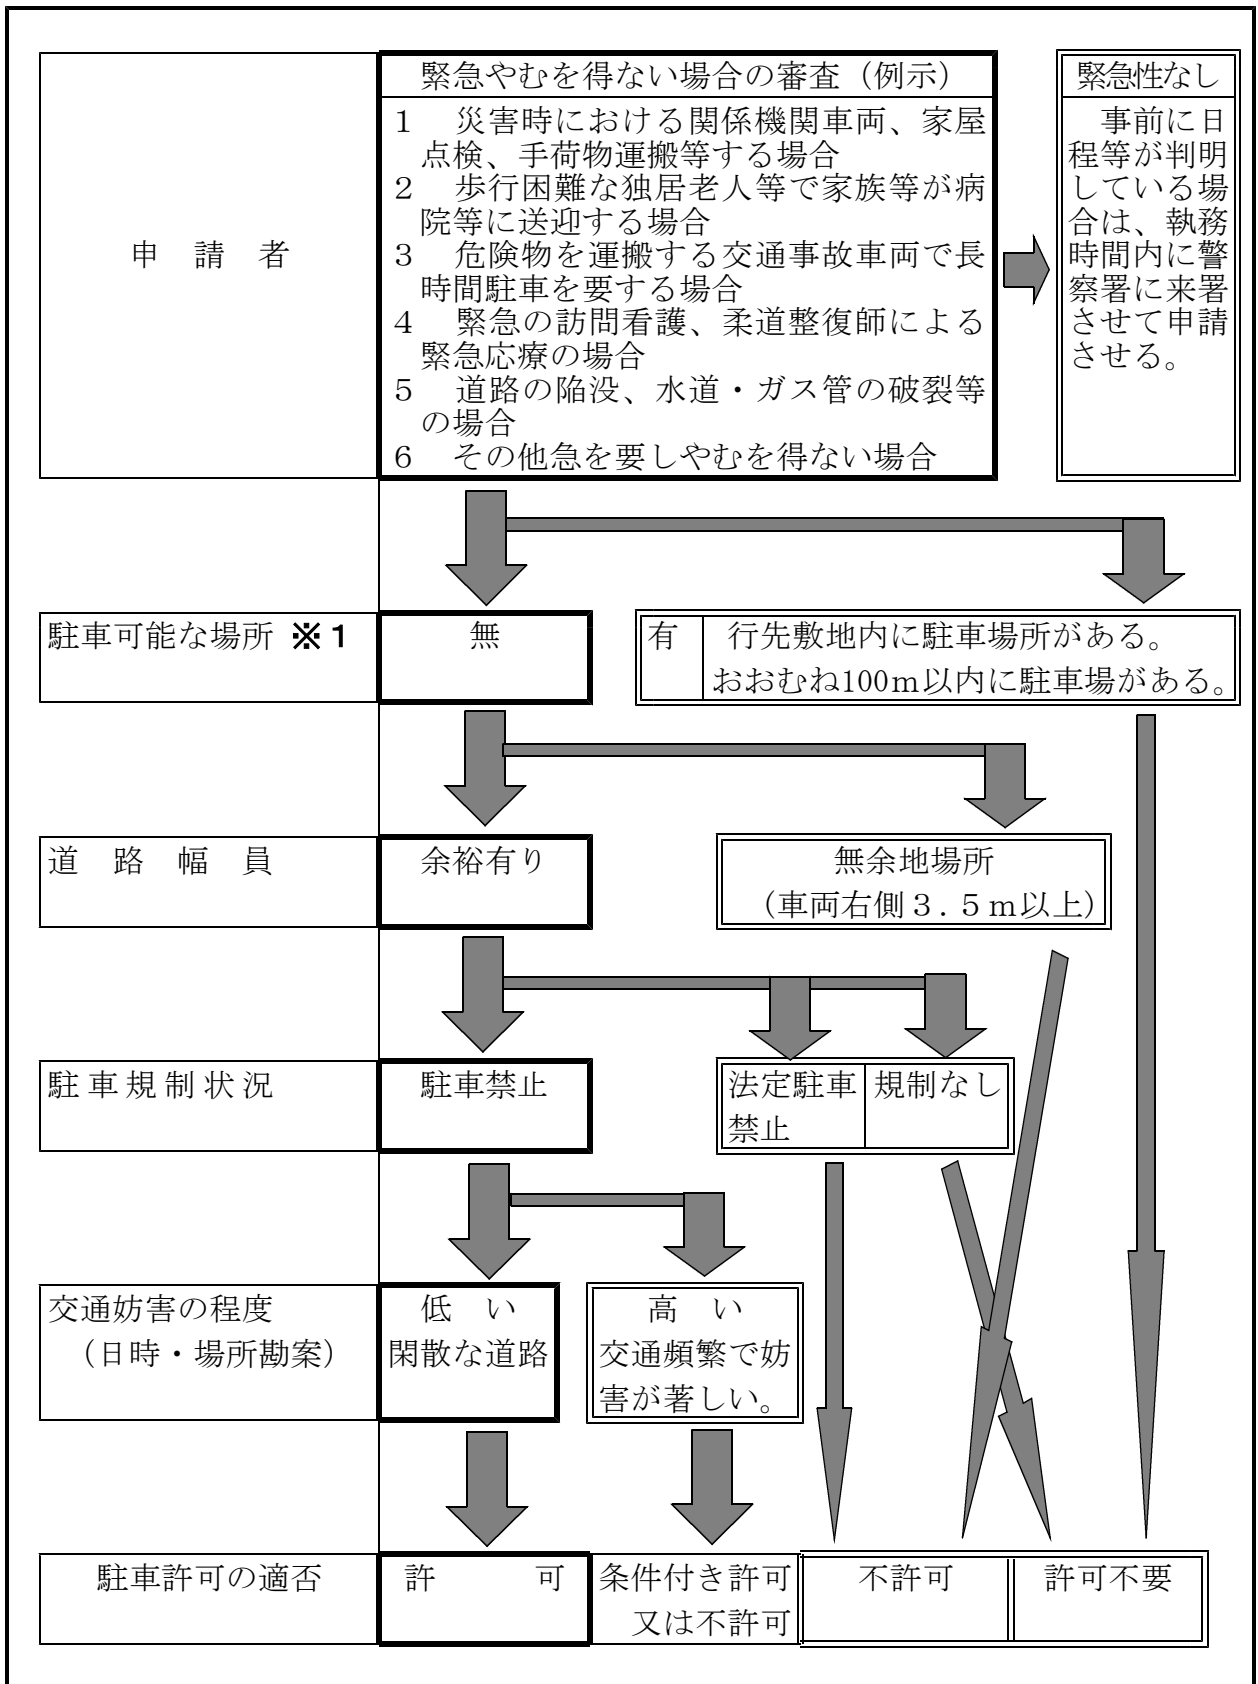 申　請　者
緊急やむを得ない場合の審査（例示）
１　災害時における関係機関車両、家屋
点検、手荷物運搬等する場合
２　歩行困難な独居老人等で家族等が病
院等に送迎する場合
３　危険物を運搬する交通事故車両で長
時間駐車を要する場合
４　緊急の訪問看護、柔道整復師による
緊急応療の場合
５　道路の陥没、水道・ガス管の破裂等
の場合
６　その他急を要しやむを得ない場合
緊急性なし
事前に日
程等が判明
している場
合は、執務
時間内に警
察署に来署
させて申請
させる。
駐車可能な場所 ※１
無
有
行先敷地内に駐車場所がある。
おおむね100ｍ以内に駐車場がある。
道　路　幅　員
余裕有り
無余地場所
（車両右側３．５ｍ以上）
駐車規制状況
駐車禁止
法定駐車
禁止
規制なし
交通妨害の程度
（日時・場所勘案）
低　い
閑散な道路
高　い
交通頻繁で妨
害が著しい。
駐車許可の適否
許　　　可
条件付き許可
又は不許可
不許可
許可不要